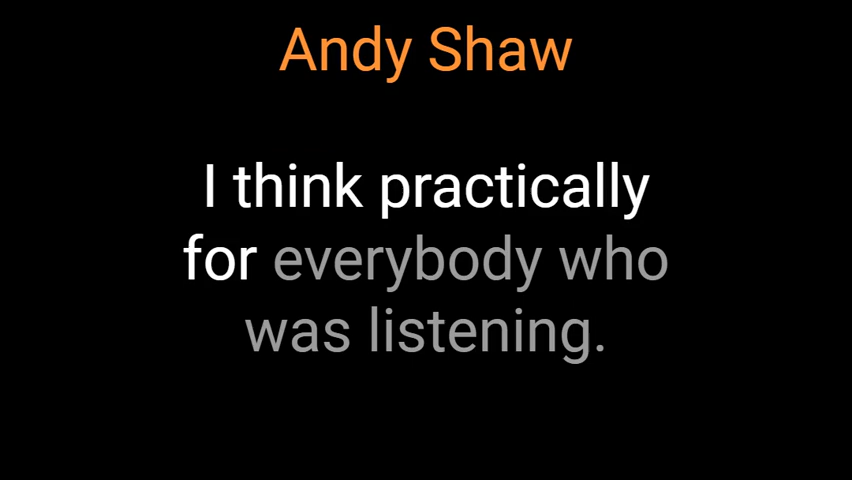 Andy Shaw
I think practically
for everybody who
was listening.